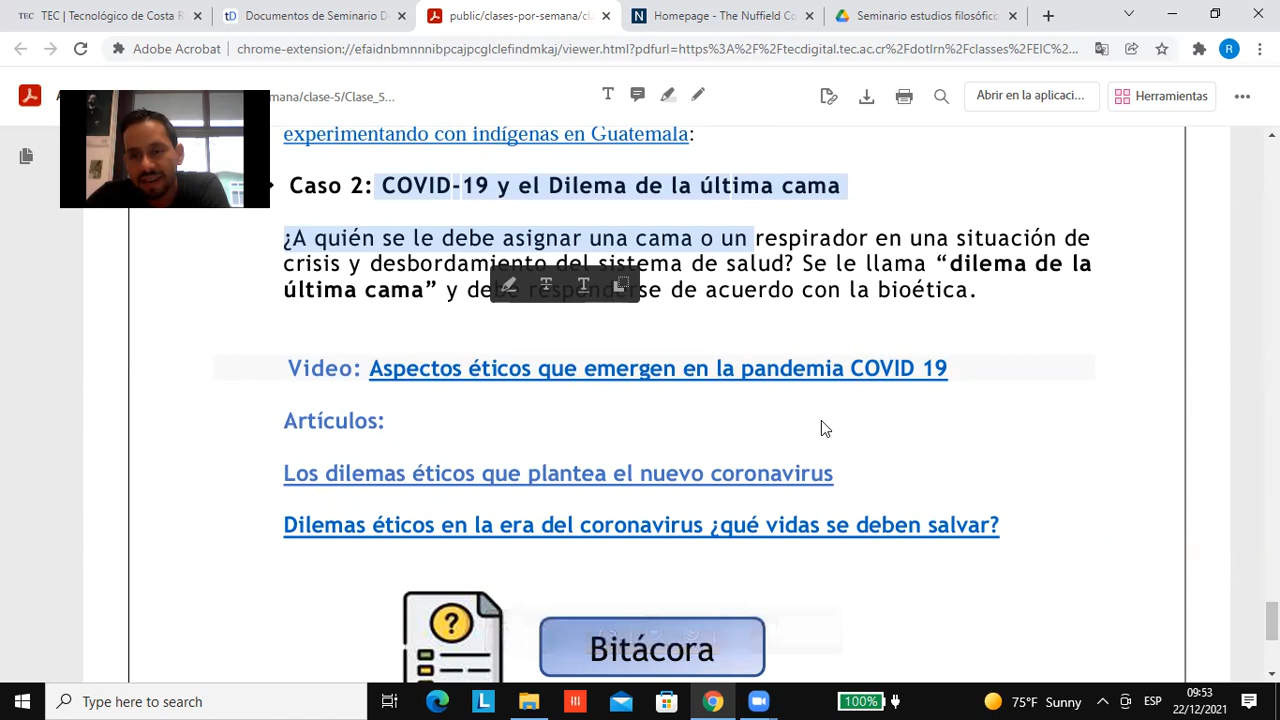 TEC | Tecnológico de Costa R
Documentos de Seminario D
public/clases-por-semana/cl
Homepage - The Nuffield Co
Seminario estudios filosófico
Adobe Acrobat
chrome-extension://efaidnbmnnnibpcajpcglclefindmkaj/viewer.html?pdfurl=https%3A%2F%2Ftecdigital.tec.ac.cr%2Fdotlrn%2Fclasses%2FEIC%2...
R
mana/clase-5/Clase_5...
Abrir en la aplicaci...
Herramientas
experimentando con indígenas en Guatemala:
Caso 2: COVID-19 y el Dilema de la última cama
¿A quién se le debe asignar una cama o un respirador en una situación de
crisis y desbordamiento del sistema de salud? Se le llama “dilema de la
última cama” y debe responderse de acuerdo con la bioética.
Video: Aspectos éticos que emergen en la pandemia COVID 19
Artículos:
Los dilemas éticos que plantea el nuevo coronavirus
Dilemas éticos en la era del coronavirus ¿qué vidas se deben salvar?
Bitácora
Type here to search
100%
75°F Sunny
ESP
09:53
22/12/2021